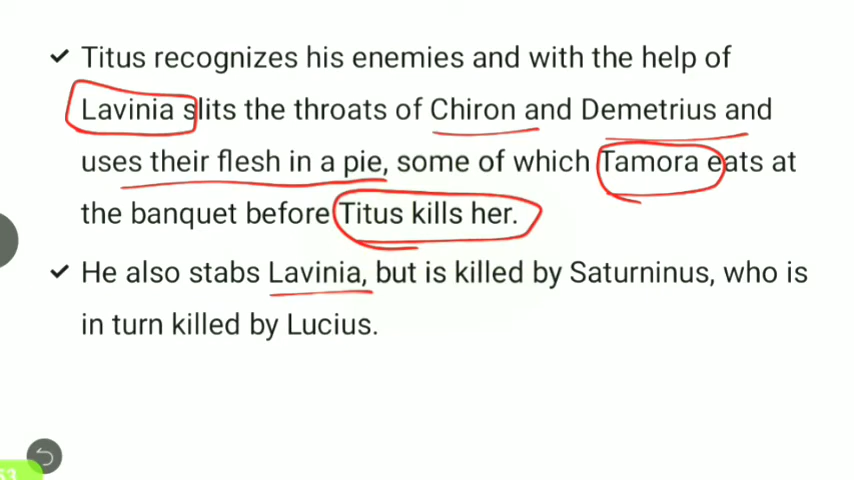 ✔ Titus recognizes his enemies and with the help of
Lavinia slits the throats of Chiron and Demetrius and
uses their flesh in a pie, some of which Tamora eats at
the banquet before Titus kills her.
✔ He also stabs Lavinia, but is killed by Saturninus, who is
in turn killed by Lucius.
53